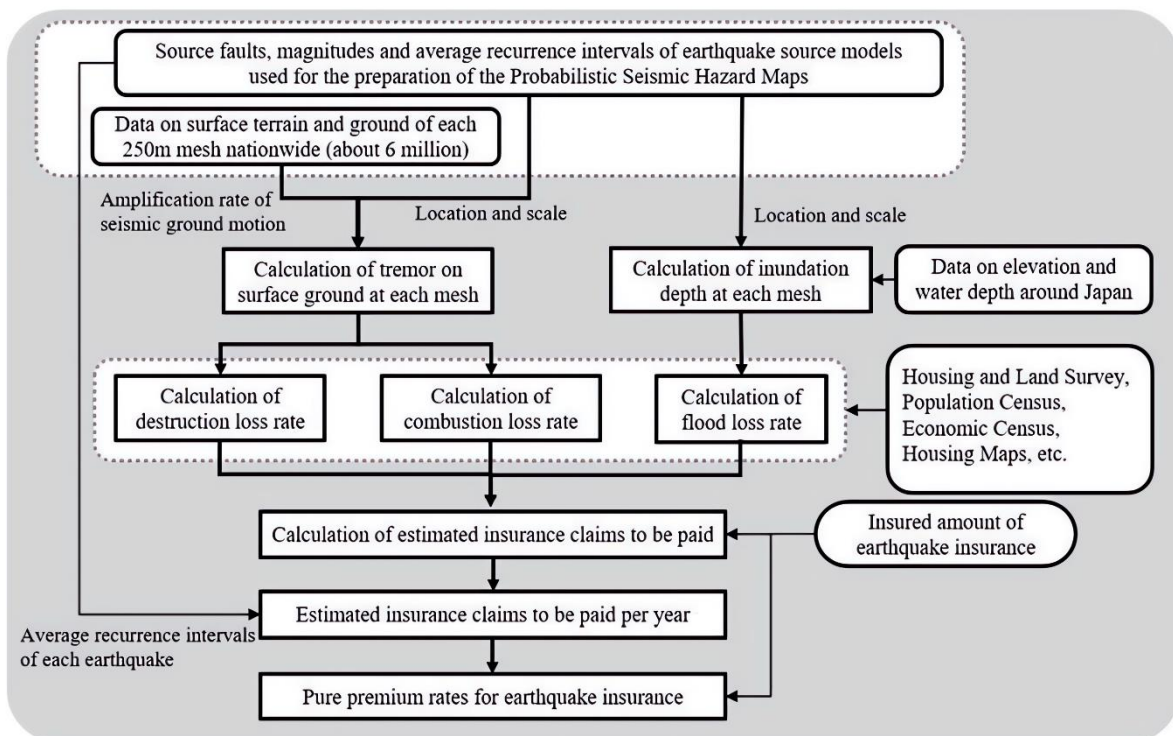 Source faults, magnitudes and average recurrence intervals of earthquake source models
used for the preparation of the Probabilistic Seismic Hazard Maps
Data on surface terrain and ground of each
250m mesh nationwide (about 6 million)
Amplification rate of
seismic ground motion
Location and scale
Location and scale
Calculation of tremor on
surface ground at each mesh
Calculation of inundation
depth at each mesh
Data on elevation and
water depth around Japan
Calculation of
destruction loss rate
Calculation of
combustion loss rate
Calculation of
flood loss rate
Housing and Land Survey,
Population Census,
Economic Census,
Housing Maps, etc.
Calculation of estimated insurance claims to be paid
Insured amount of
earthquake insurance
Estimated insurance claims to be paid per year
Average recurrence intervals
of each earthquake
Pure premium rates for earthquake insurance